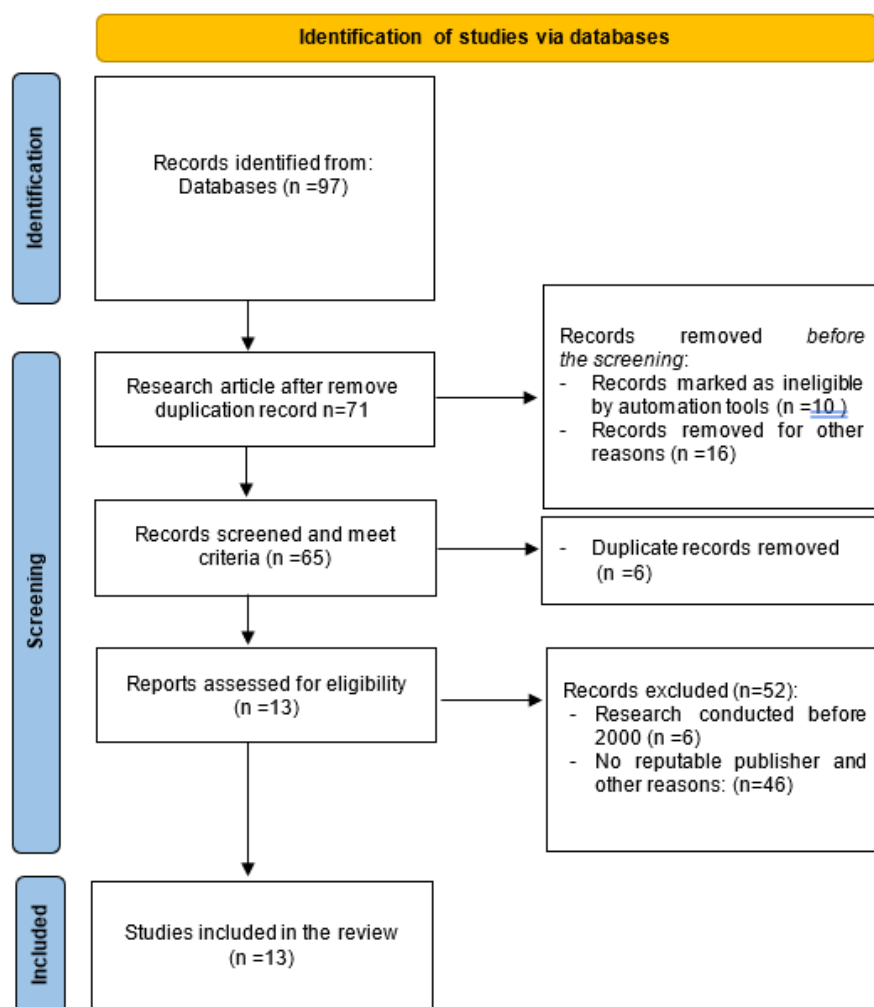 Identification of studies via databases
Identification
Records identified from:
Databases (n =97)
Records removed before
the screening:
- Records marked as ineligible
by automation tools (n =10 )
- Records removed for other
reasons (n =16)
Screening
Research article after remove
duplication record n=71
Records screened and meet
criteria (n =65)
- Duplicate records removed
(n =6)
Reports assessed for eligibility
(n =13)
Records excluded (n=52):
- Research conducted before
2000 (n =6)
- No reputable publisher and
other reasons: (n=46)
Included
Studies included in the review
(n =13)